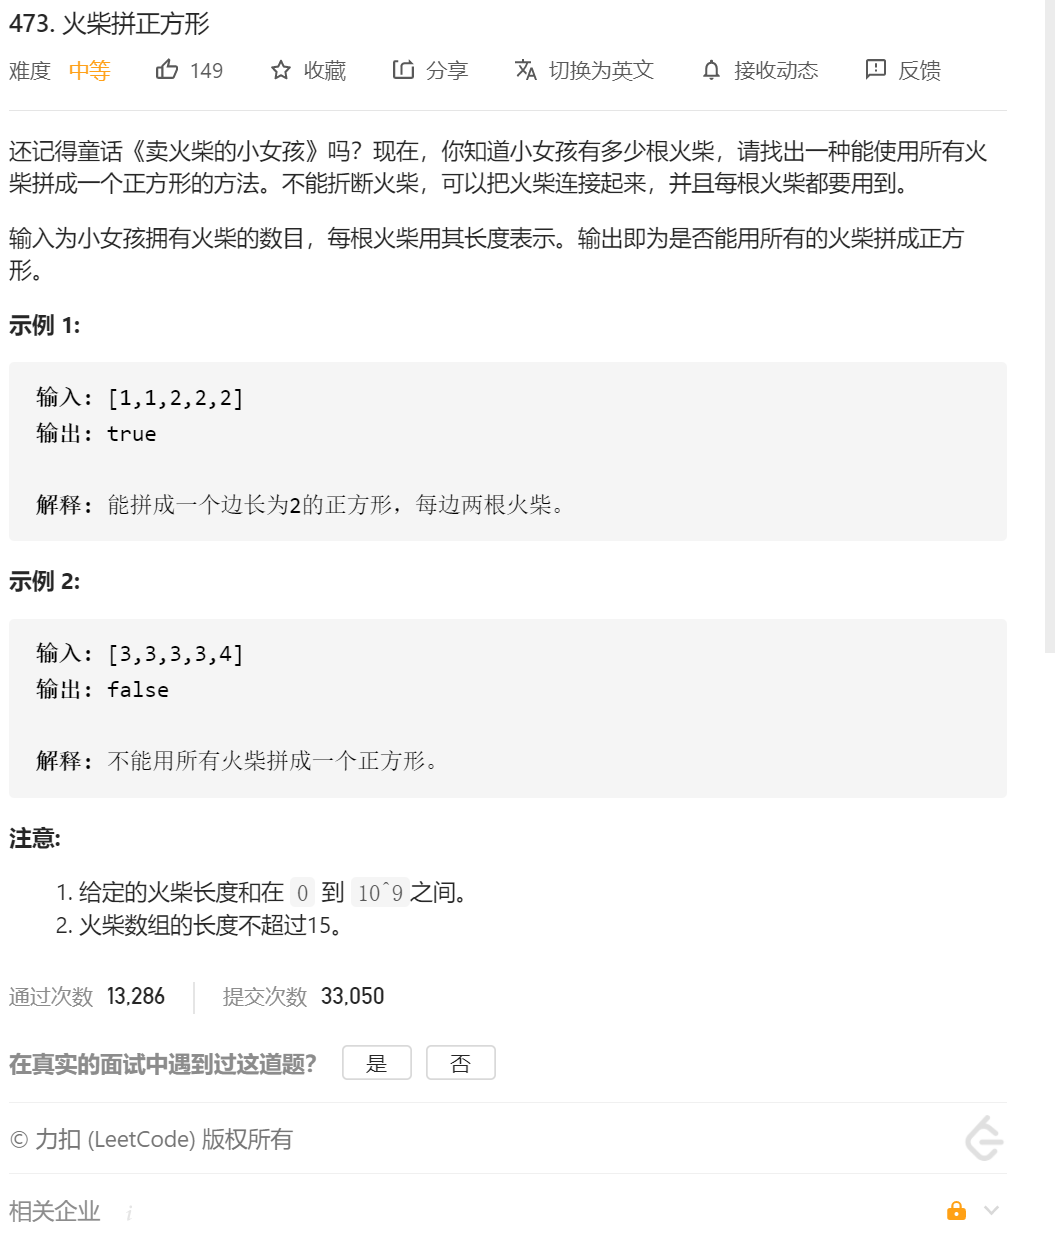 473. 火柴拼正方形
难度 中等 149 收藏 分享 切换为英文 接收动态 反馈
还记得童话《卖火柴的小女孩》吗？现在，你知道小女孩有多少根火柴，请找出一种能使用所有火
柴拼成一个正方形的方法。不能折断火柴，可以把火柴连接起来，并且每根火柴都要用到。
输入为小女孩拥有火柴的数目，每根火柴用其长度表示。输出即为是否能用所有的火柴拼成正方
形。
示例 1:
输入: [1,1,2,2,2]
输出: true
解释: 能拼成一个边长为2的正方形，每边两根火柴。
示例 2:
输入: [3,3,3,3,4]
输出: false
解释: 不能用所有火柴拼成一个正方形。
注意:
1. 给定的火柴长度和在 0 到 10^9之间。
2. 火柴数组的长度不超过15。
通过次数 13,286 提交次数 33,050
在真实的面试中遇到过这道题？ 是 否
© 力扣 (LeetCode) 版权所有
相关企业 i